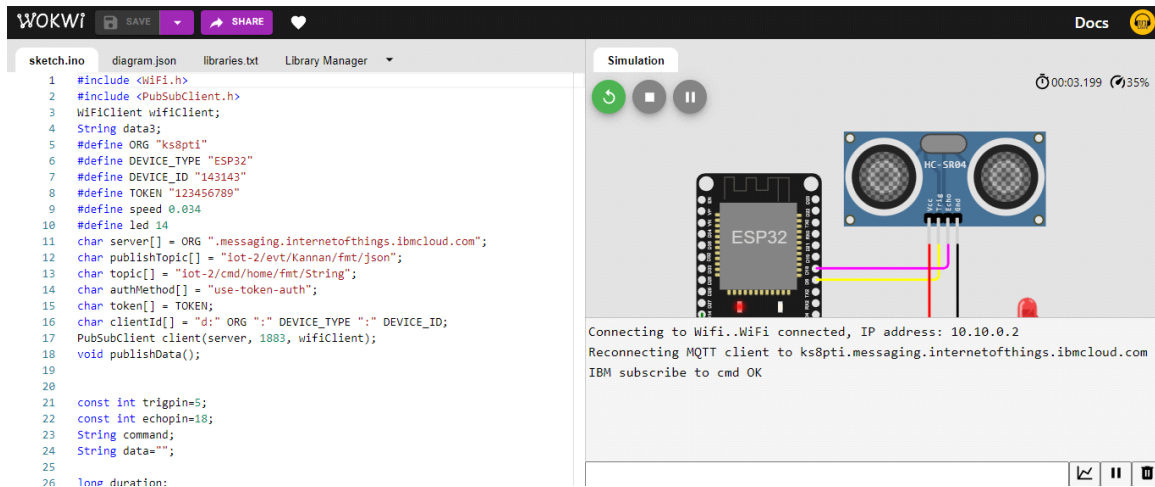 WOKWi SAVE SHARE Docs
sketch.ino diagram.json libraries.txt Library Manager
1 #include <WiFi.h>
2 #include <PubSubClient.h>
3 WiFiClient wifiClient;
4 String data3;
5 #define ORG "ks8pti"
6 #define DEVICE_TYPE "ESP32"
7 #define DEVICE_ID "143143"
8 #define TOKEN "123456789"
9 #define speed 0.034
10 #define led 14
11 char server[] = ORG ".messaging.internetofthings.ibmcloud.com";
12 char publishTopic[] = "iot-2/evt/Kannan/fmt/json";
13 char topic[] = "iot-2/cmd/home/fmt/String";
14 char authMethod[] = "use-token-auth";
15 char token[] = TOKEN;
16 char clientId[] = "d:" ORG ":" DEVICE_TYPE ":" DEVICE_ID;
17 PubSubClient client(server, 1883, wifiClient);
18 void publishData();
19
20
21 const int trigpin=5;
22 const int echopin=18;
23 String command;
24 String data="";
25
26 long duration;
Simulation
00:03.199 35%
HC-SR04
Vcc Trig Echo Gnd
ESP32
Connecting to Wifi..WiFi connected, IP address: 10.10.0.2
Reconnecting MQTT client to ks8pti.messaging.internetofthings.ibmcloud.com
IBM subscribe to cmd OK